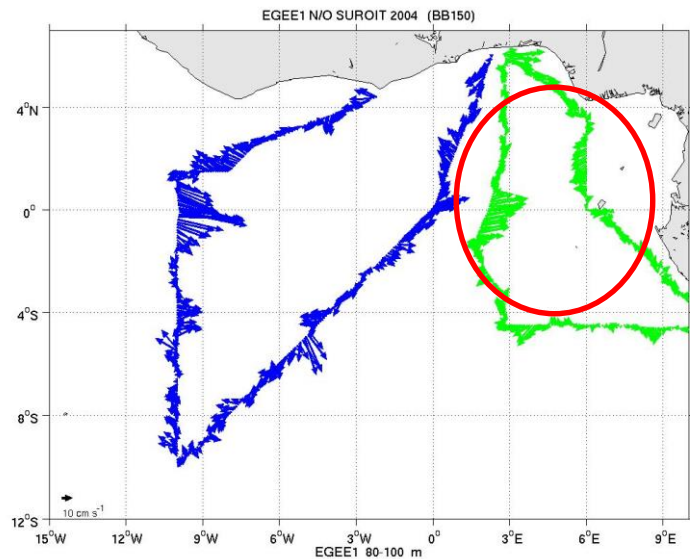 EGEE1 N/O SUROIT 2004 (BB150)
4°N
0°
4°S
8°S
12°S
10 cm s⁻¹
15°W 12°W 9°W 6°W 3°W 0° 3°E 6°E 9°E
EGEE1 80-100 m